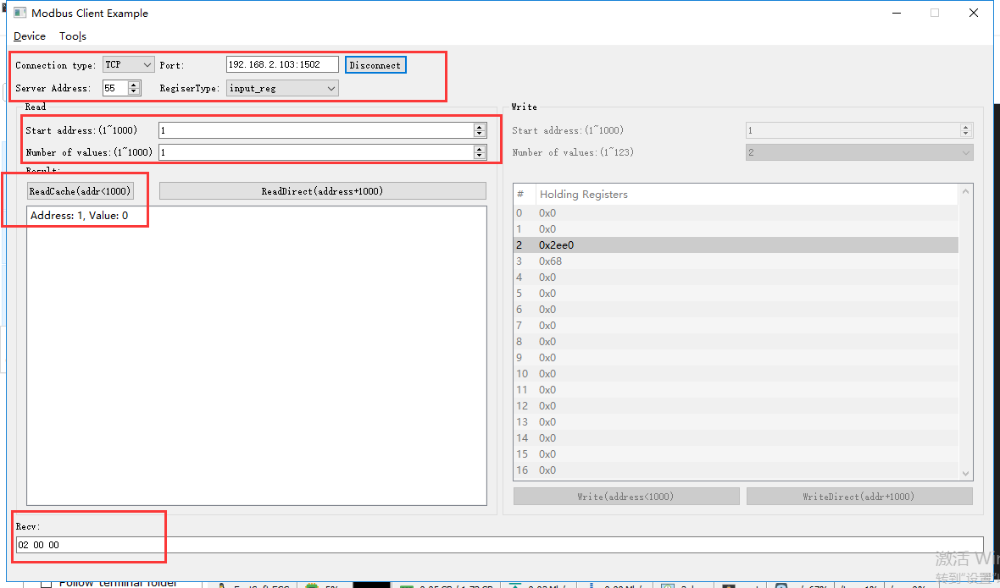 Modbus Client Example
Device Tools
Connection type: TCP Port: 192.168.2.103:1502 Disconnect
Server Address: 55 RegiserType: input_reg
Read
Start address:(1~1000) 1
Number of values:(1~1000) 1
Result:
ReadCache(addr<1000) ReadDirect(address+1000)
Address: 1, Value: 0
Write
Start address:(1~1000) 1
Number of values:(1~123) 2
# Holding Registers
0 0x0
1 0x0
2 0x2ee0
3 0x68
4 0x0
5 0x0
6 0x0
7 0x0
8 0x0
9 0x0
10 0x0
11 0x0
12 0x0
13 0x0
14 0x0
15 0x0
16 0x0
Write(address<1000) WriteDirect(addr+1000)
Recv:
02 00 00
激活 Win
转到"设置"
Follow terminal folder